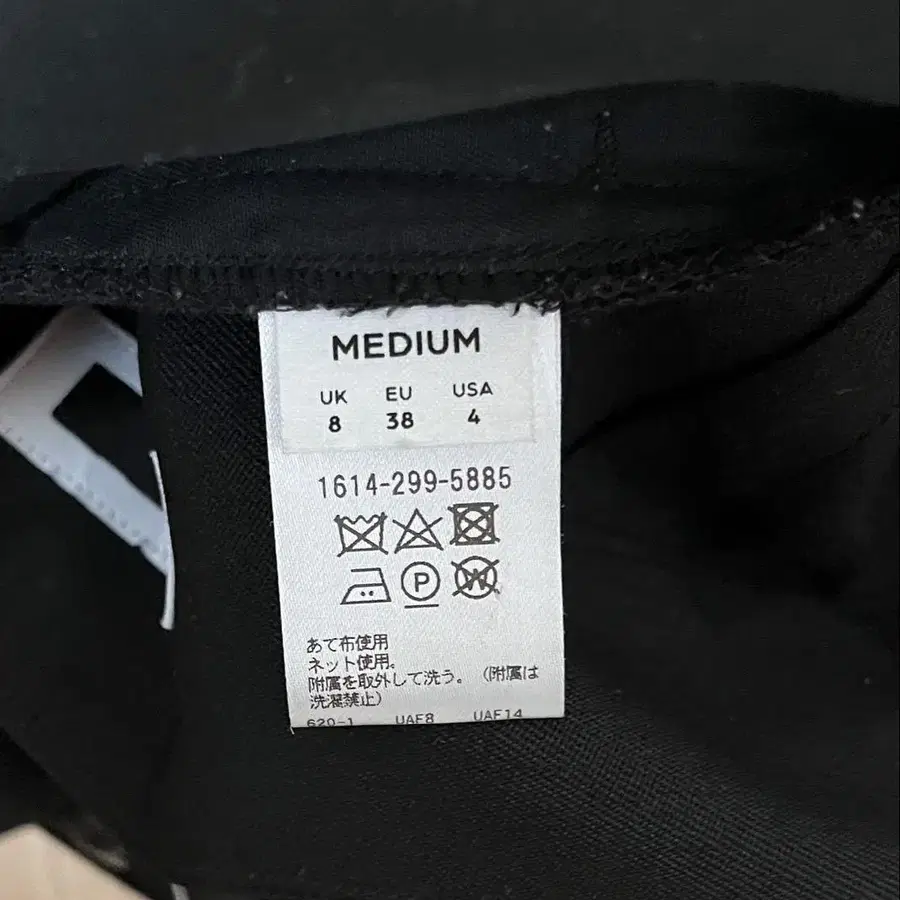 MEDIUM
UK EU USA
8 38 4
1614-299-5885
P W
あて布使用
ネット使用。
附属を取外して洗う。（附属は
洗濯禁止）
620-1 UAF8 UAF14